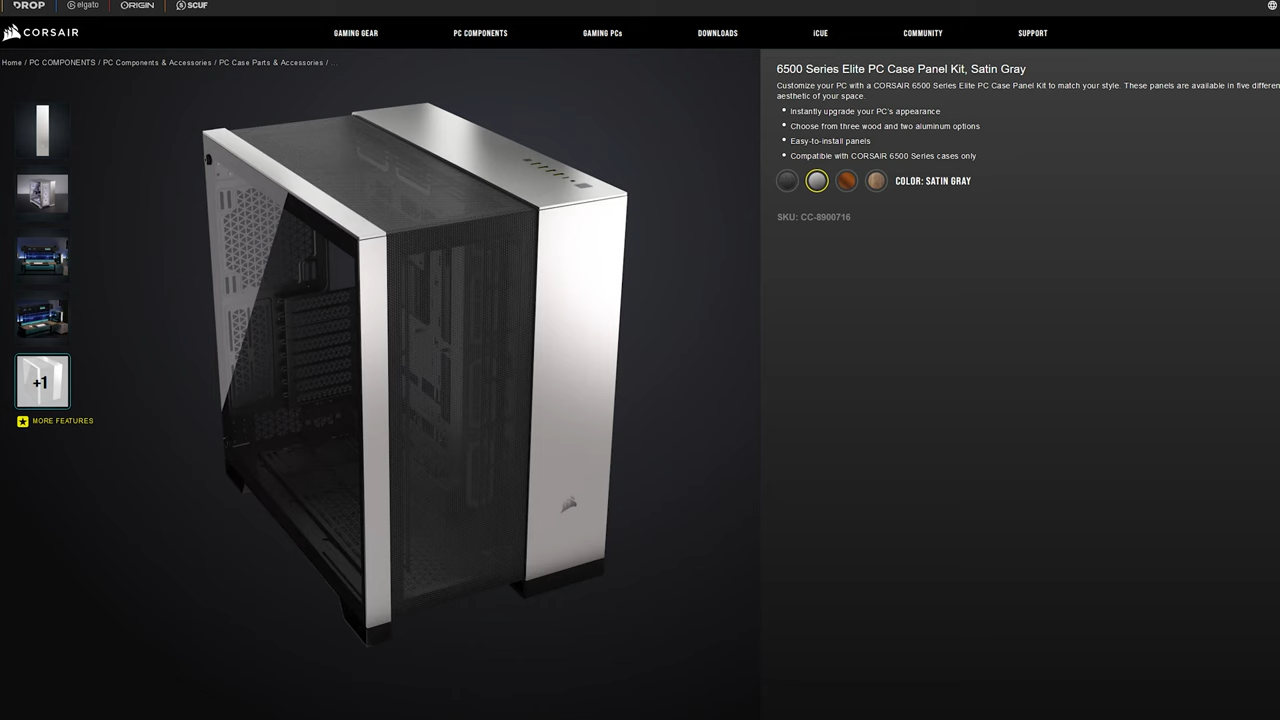 DROP elgato ORIGIN SCUF
CORSAIR GAMING GEAR PC COMPONENTS GAMING PCs DOWNLOADS iCUE COMMUNITY SUPPORT
Home / PC COMPONENTS / PC Components & Accessories / PC Case Parts & Accessories / ..
6500 Series Elite PC Case Panel Kit, Satin Gray
Customize your PC with a CORSAIR 6500 Series Elite PC Case Panel Kit to match your style. These panels are available in five differen
aesthetic of your space.
Instantly upgrade your PC's appearance
Choose from three wood and two aluminum options
Easy-to-install panels
Compatible with CORSAIR 6500 Series cases only
COLOR: SATIN GRAY
SKU: CC-8900716
+1
MORE FEATURES